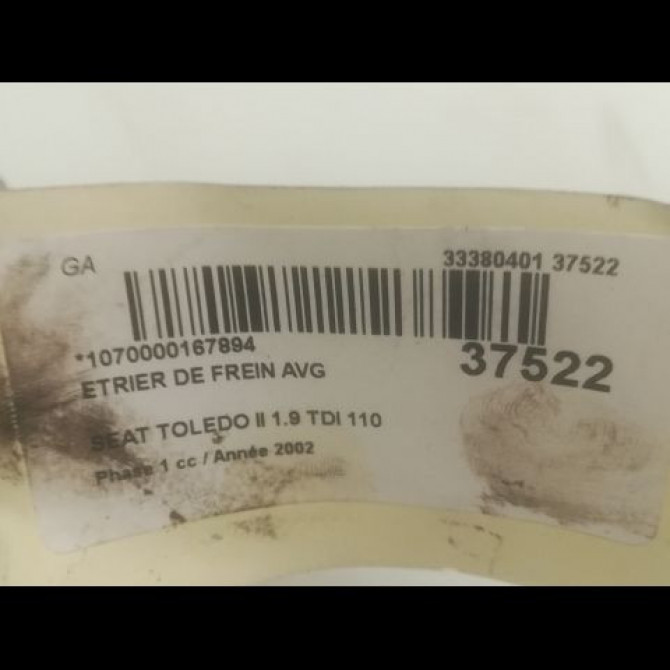 GA
33380401 37522
*1070000167894
37522
ETRIER DE FREIN AVG
SEAT TOLEDO II 1.9 TDI 110
Phase 1 cc / Année 2002